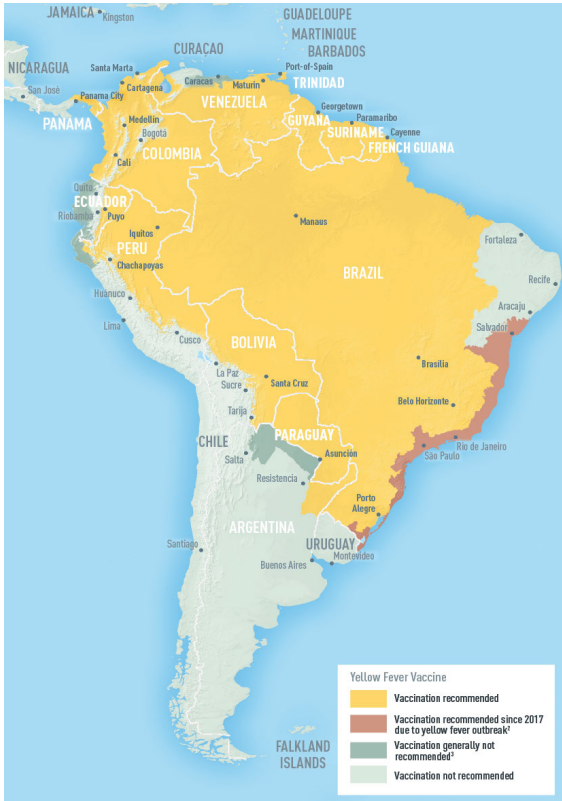 JAMAICA
Kingston
GUADELOUPE
MARTINIQUE
BARBADOS
CURAÇAO
NICARAGUA
Santa Marta
Port-of-Spain
San José
Panama City
Cartagena
Caracas
Maturin
TRINIDAD
VENEZUELA
PANAMA
Georgetown
Medellin
GUYANA
Paramaribo
Bogotá
SURINAME
Cayenne
COLOMBIA
FRENCH GUIANA
Cali
Quito
ECUADOR
Riobamba
Puyo
Manaus
Iquitos
Fortaleza
PERU
Chachapoyas
BRAZIL
Recife
Huánuco
Aracaju
Lima
Salvador
Cusco
BOLIVIA
La Paz
Brasilia
Sucre
Santa Cruz
Belo Horizonte
Tarija
PARAGUAY
CHILE
Rio de Janeiro
Salta
Asunción
São Paulo
Resistencia
Porto
Alegre
ARGENTINA
Santiago
URUGUAY
Buenos Aires
Montevideo
Yellow Fever Vaccine
Vaccination recommended
Vaccination recommended since 2017
due to yellow fever outbreak²
Vaccination generally not
recommended³
Vaccination not recommended
FALKLAND
ISLANDS